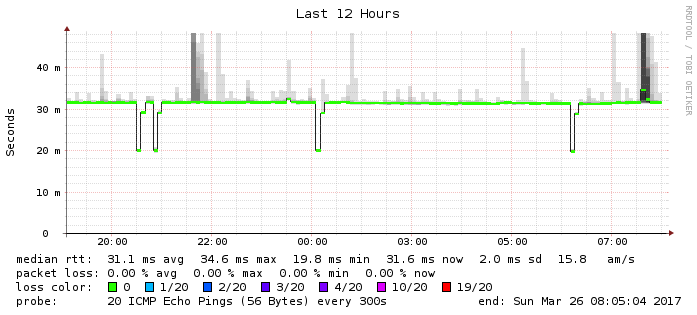 Last 12 Hours
RRDTOOL / TOBI OETIKER
Seconds
40 m
30 m
20 m
10 m
0
20:00 22:00 00:00 03:00 05:00 07:00
median rtt: 31.1 ms avg 34.6 ms max 19.8 ms min 31.6 ms now 2.0 ms sd 15.8 am/s
packet loss: 0.00 % avg 0.00 % max 0.00 % min 0.00 % now
loss color: 0 1/20 2/20 3/20 4/20 10/20 19/20
probe: 20 ICMP Echo Pings (56 Bytes) every 300s end: Sun Mar 26 08:05:04 2017